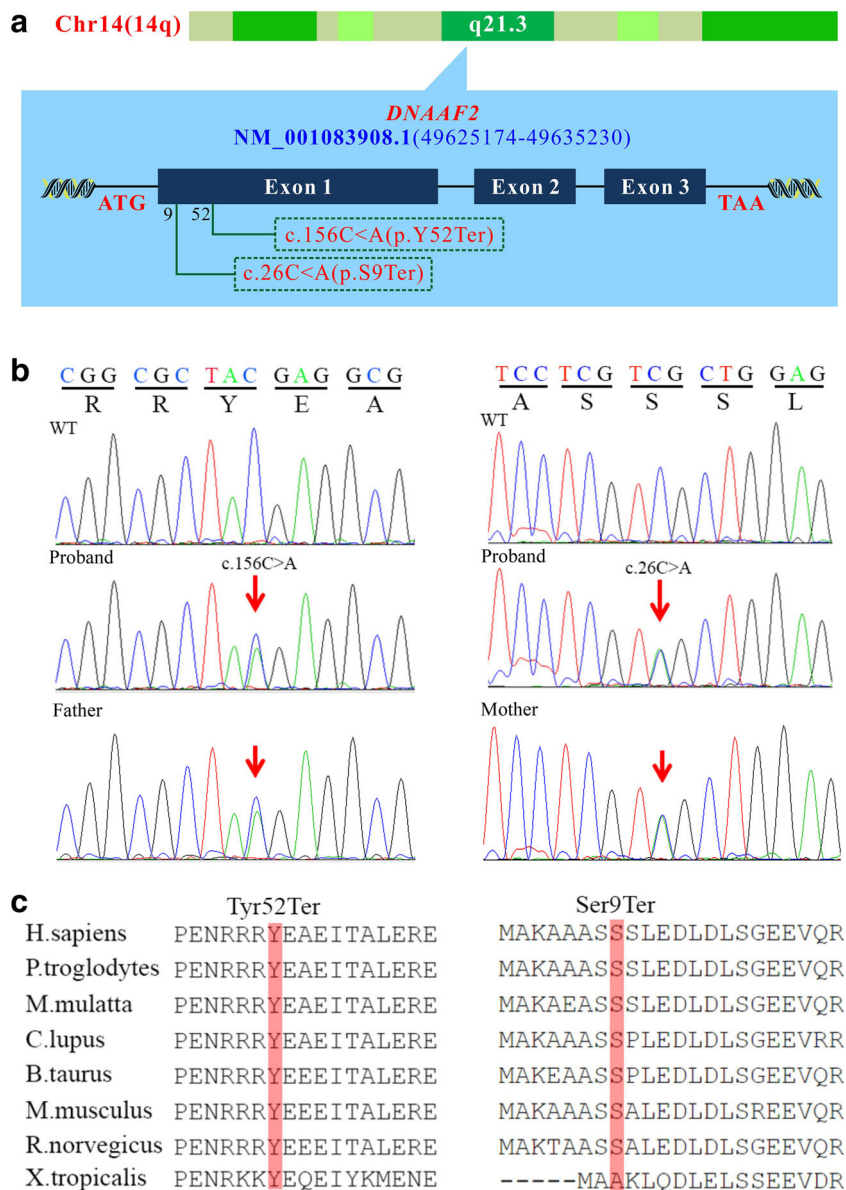 a
Chr14(14q)
q21.3
DNAAF2
NM_001083908.1(49625174-49635230)
ATG
Exon 1
Exon 2
Exon 3
TAA
9
52
c.156C<A(p.Y52Ter)
c.26C<A(p.S9Ter)
b
CGG CGC TAC GAG GCG
R R Y E A
WT
Proband
c.156C>A
Father
TCC TCG TCG CTG GAG
A S S S L
WT
Proband
c.26C>A
Mother
c
Tyr52Ter Ser9Ter
H.sapiens PENRRRYEAEITALERE MAKAAASSSLEDLDLSGEEVQR
P.troglodytes PENRRRYEAEITALERE MAKAAASSSLEDLDLSGEEVQR
M.mulatta PENRRRYEAEITALERE MAKAEASSSLEDLDLSGEEVQR
C.lupus PENRRRYEAEITALERE MAKAAASSPLEDLDLSGEEVRR
B.taurus PENRRRYEEEITALERE MAKEAASSPLEDLDLSGEEVQR
M.musculus PENRRRYEEEITALERE MAKAAASSALEDLDLSREEVQR
R.norvegicus PENRRRYEEEITALERE MAKTAASSALEDLDLSGEEVQR
X.tropicalis PENRKKYEQEIYKMENE -----MAAKLQDLELSSEEVDR